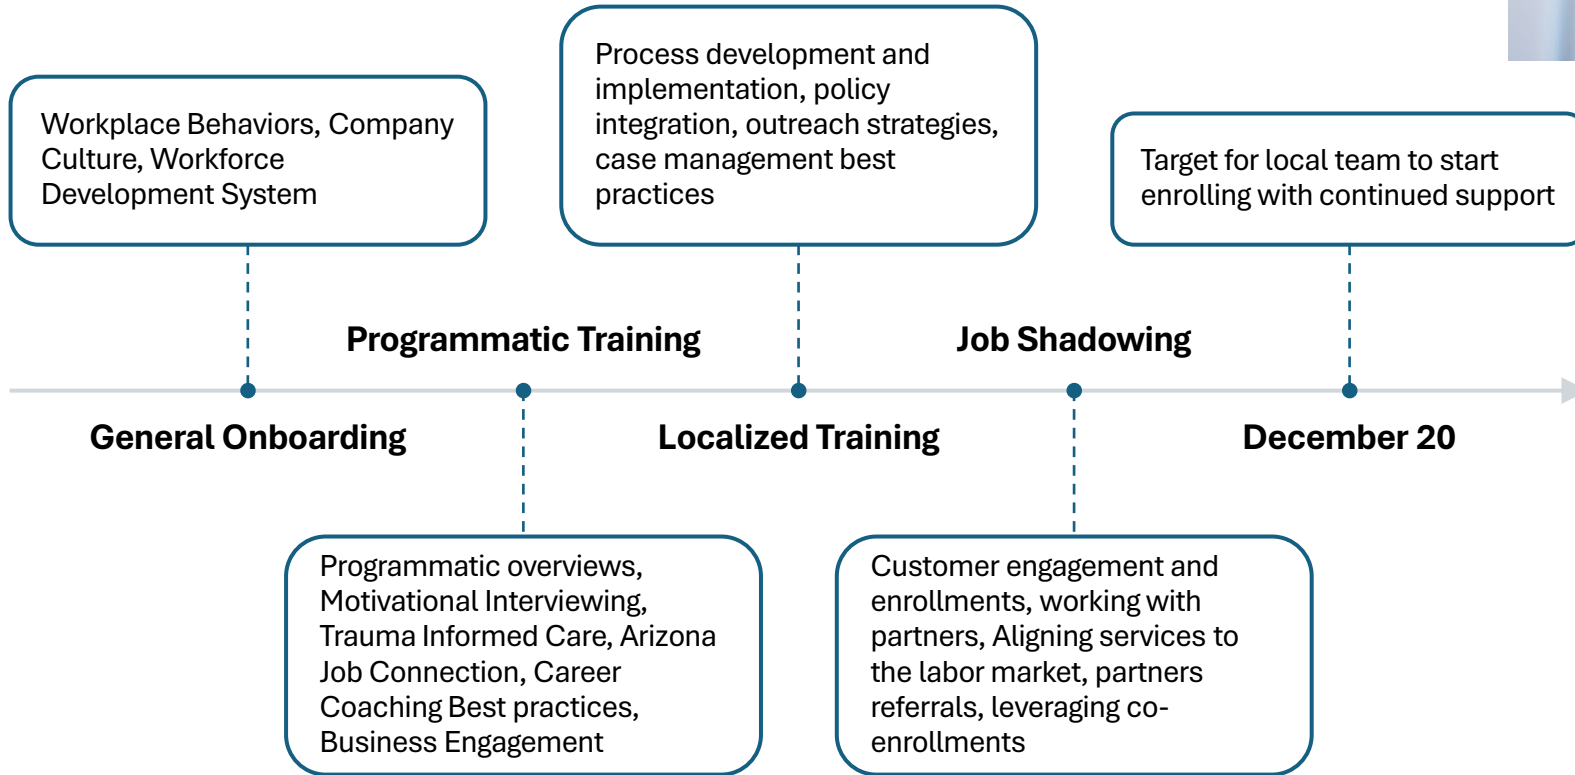 Workplace Behaviors, Company
Culture, Workforce
Development System
General Onboarding
Programmatic Training
Programmatic overviews,
Motivational Interviewing,
Trauma Informed Care, Arizona
Job Connection, Career
Coaching Best practices,
Business Engagement
Process development and
implementation, policy
integration, outreach strategies,
case management best
practices
Localized Training
Job Shadowing
Customer engagement and
enrollments, working with
partners, Aligning services to
the labor market, partners
referrals, leveraging co-
enrollments
Target for local team to start
enrolling with continued support
December 20